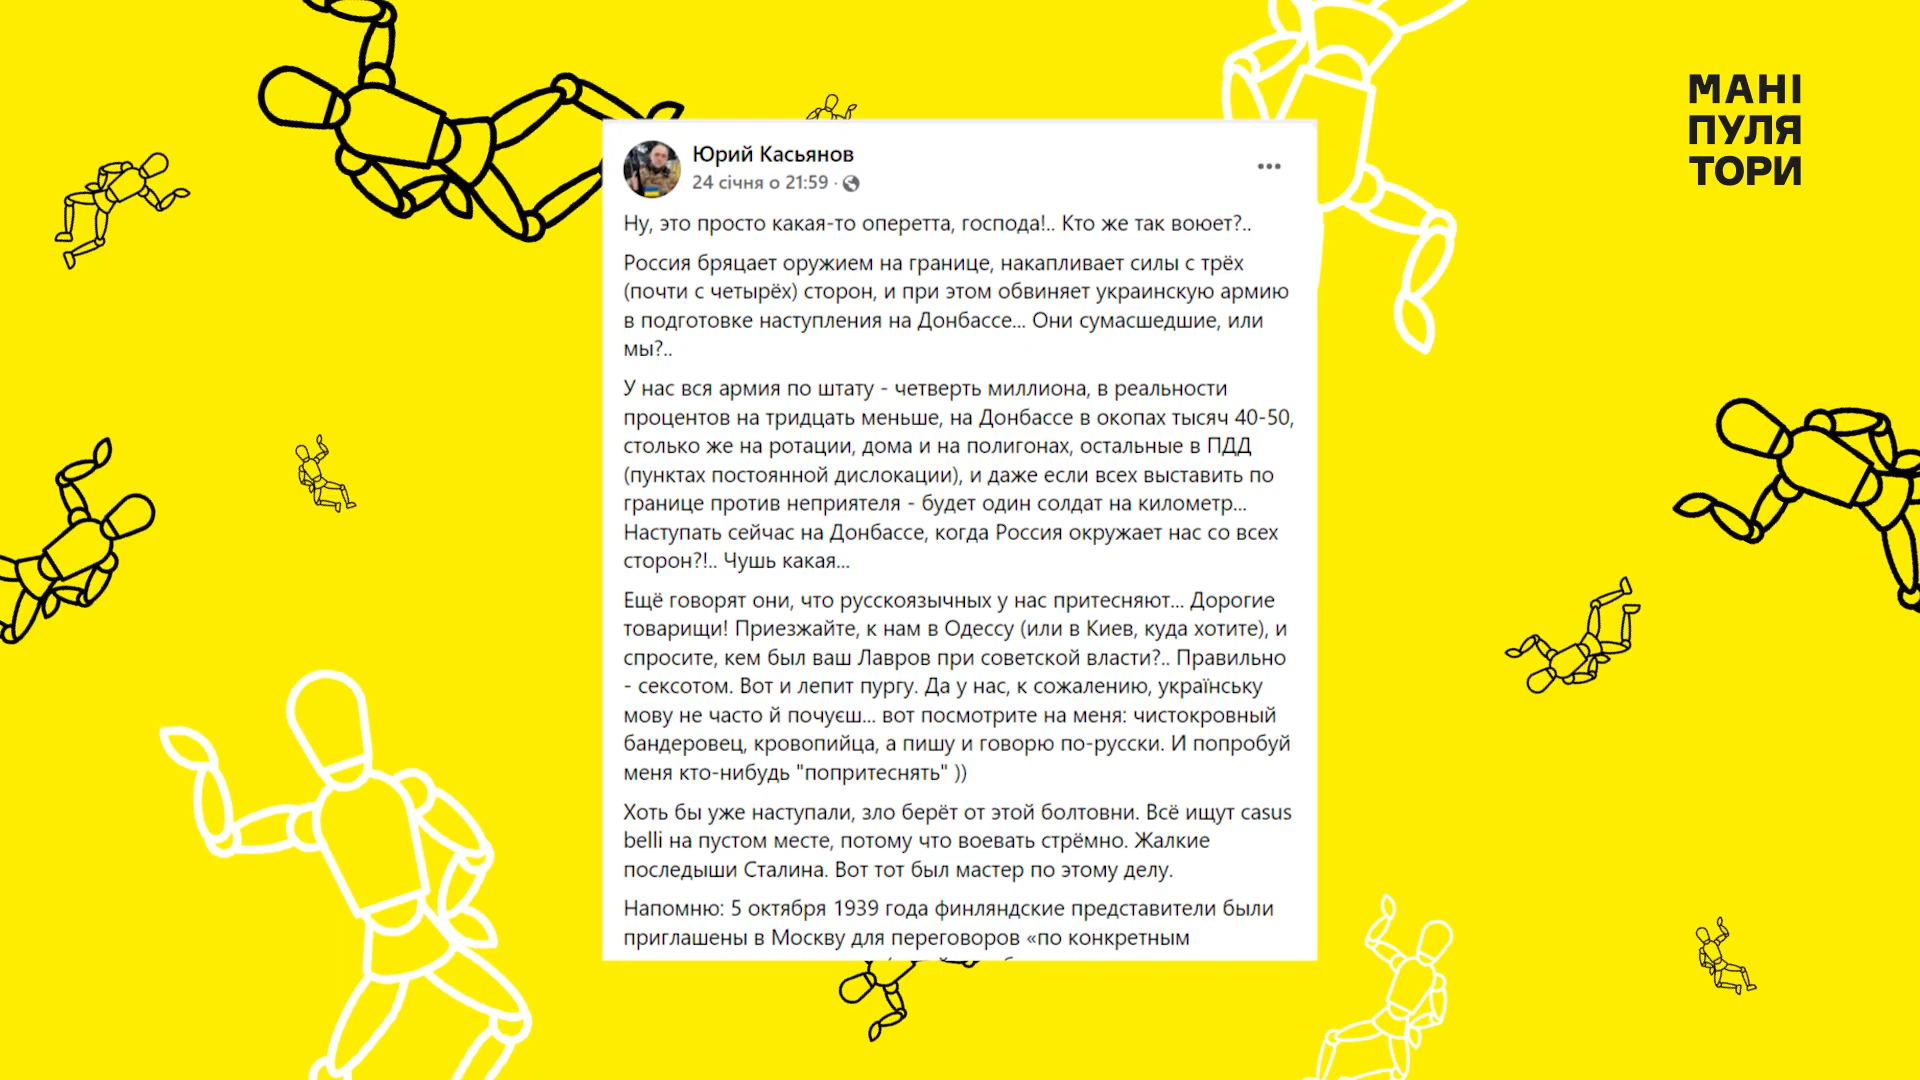 МАНІ
ПУЛЯ
ТОРИ
Юрий Касьянов
24 січня о 21:59 ·
Ну, это просто какая-то оперетта, господа!.. Кто же так воюет?..
Россия бряцает оружием на границе, накапливает силы с трёх
(почти с четырёх) сторон, и при этом обвиняет украинскую армию
в подготовке наступления на Донбассе... Они сумасшедшие, или
мы?..
У нас вся армия по штату - четверть миллиона, в реальности
процентов на тридцать меньше, на Донбассе в окопах тысяч 40-50,
столько же на ротации, дома и на полигонах, остальные в ПДД
(пунктах постоянной дислокации), и даже если всех выставить по
границе против неприятеля - будет один солдат на километр...
Наступать сейчас на Донбассе, когда Россия окружает нас со всех
сторон?!.. Чушь какая...
Ещё говорят они, что русскоязычных у нас притесняют... Дорогие
товарищи! Приезжайте, к нам в Одессу (или в Киев, куда хотите), и
спросите, кем был ваш Лавров при советской власти?.. Правильно
- сексотом. Вот и лепит пургу. Да у нас, к сожалению, українську
мову не часто й почуєш... вот посмотрите на меня: чистокровный
бандеровец, кровопийца, а пишу и говорю по-русски. И попробуй
меня кто-нибудь "попритеснять" ))
Хоть бы уже наступали, зло берёт от этой болтовни. Всё ищут casus
belli на пустом месте, потому что воевать стрёмно. Жалкие
последыши Сталина. Вот тот был мастер по этому делу.
Напомню: 5 октября 1939 года финляндские представители были
приглашены в Москву для переговоров «по конкретным